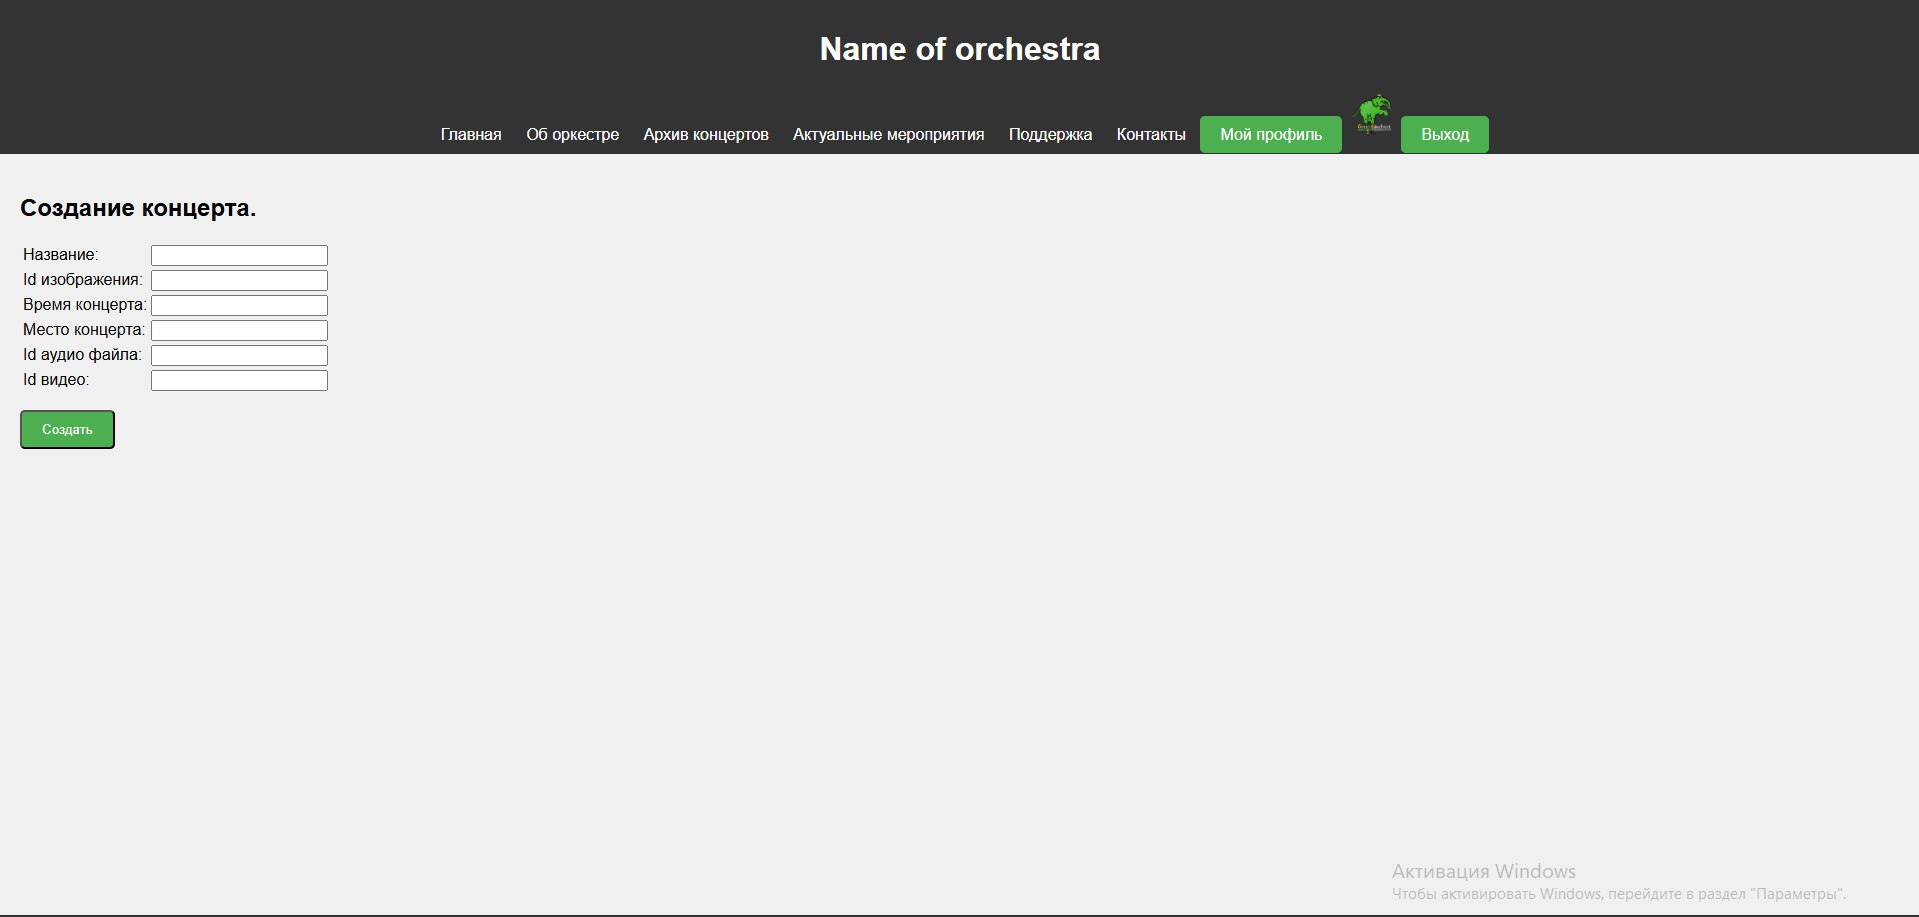 Name of orchestra
Главная Об оркестре Архив концертов Актуальные мероприятия Поддержка Контакты Мой профиль Выход
Создание концерта.
Название:
Id изображения:
Время концерта:
Место концерта:
Id аудио файла:
Id видео:
Создать
Активация Windows
Чтобы активировать Windows, перейдите в раздел "Параметры".